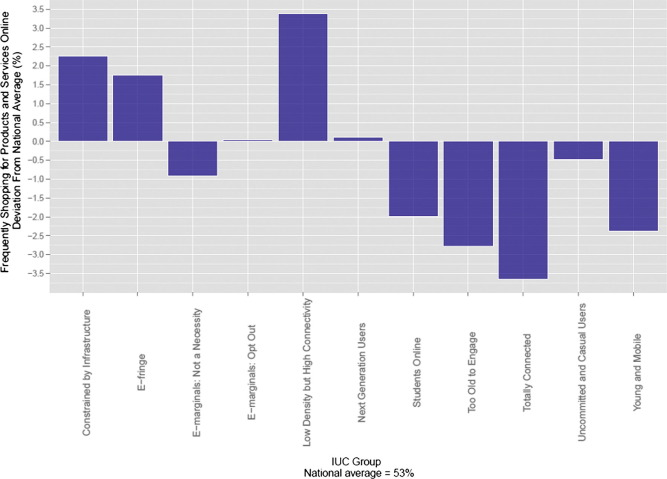 Frequently Shopping for Products and Services Online
Deviation From National Average (%)
3.5
3.0
2.5
2.0
1.5
1.0
0.5
0.0
−0.5
−1.0
−1.5
−2.0
−2.5
−3.0
−3.5
Constrained by Infrastructure
E−fringe
E−marginals: Not a Necessity
E−marginals: Opt Out
Low Density but High Connectivity
Next Generation Users
Students Online
Too Old to Engage
Totally Connected
Uncommitted and Casual Users
Young and Mobile
IUC Group
National average = 53%